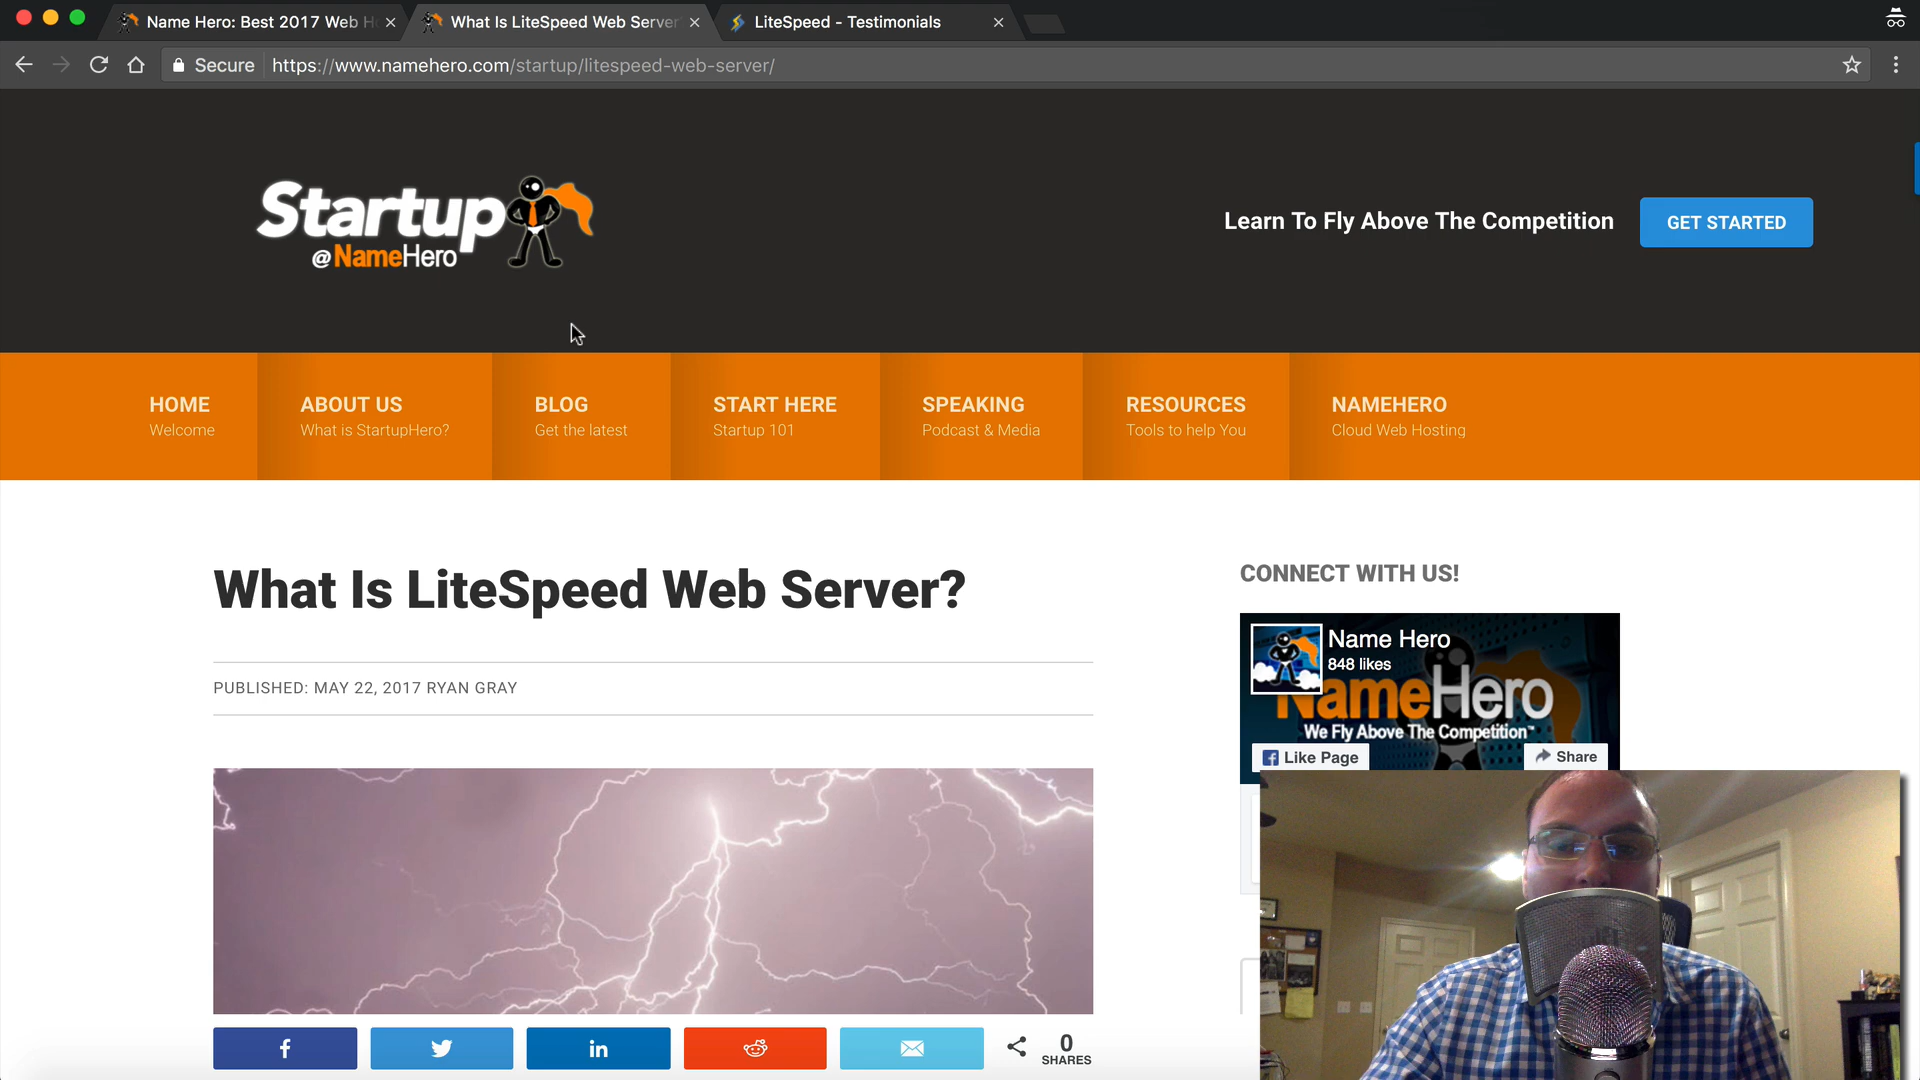 Name Hero: Best 2017 Web H
What Is LiteSpeed Web Server
LiteSpeed - Testimonials
Secure
https://www.namehero.com/startup/litespeed-web-server/
Startup
@NameHero
Learn To Fly Above The Competition
GET STARTED
HOME
Welcome
ABOUT US
What is StartupHero?
BLOG
Get the latest
START HERE
Startup 101
SPEAKING
Podcast & Media
RESOURCES
Tools to help You
NAMEHERO
Cloud Web Hosting
What Is LiteSpeed Web Server?
PUBLISHED: MAY 22, 2017 RYAN GRAY
CONNECT WITH US!
Name Hero
848 likes
NameHero
We Fly Above The Competition™
Like Page
Share
0
SHARES